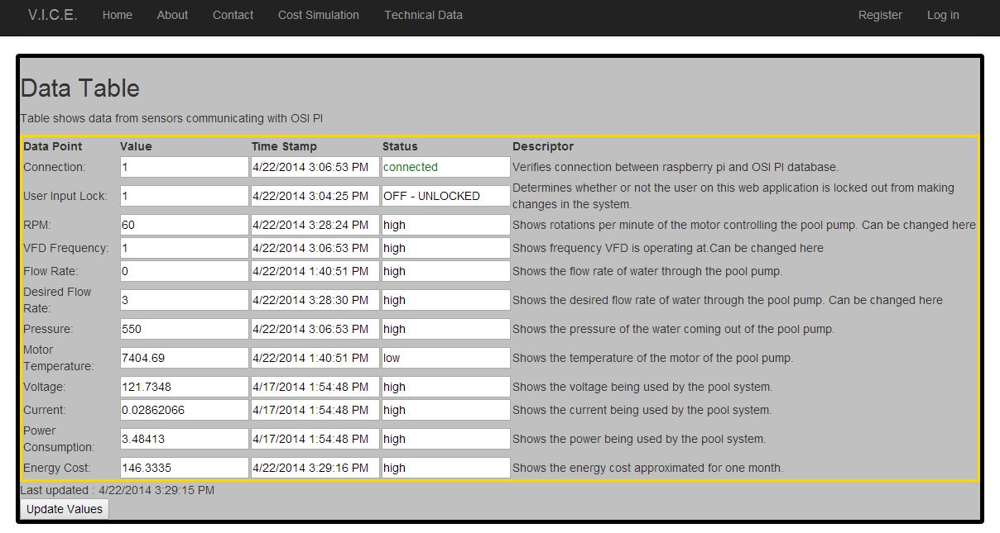 V.I.C.E. Home About Contact Cost Simulation Technical Data Register Log in
Data Table
Table shows data from sensors communicating with OSI PI
Data Point Value Time Stamp Status Descriptor
Connection: 1 4/22/2014 3:06:53 PM connected Verifies connection between raspberry pi and OSI PI database.
User Input Lock: 1 4/22/2014 3:04:25 PM OFF - UNLOCKED Determines whether or not the user on this web application is locked out from making
changes in the system.
RPM: 60 4/22/2014 3:28:24 PM high Shows rotations per minute of the motor controlling the pool pump. Can be changed here
VFD Frequency: 1 4/22/2014 3:06:53 PM high Shows frequency VFD is operating at.Can be changed here
Flow Rate: 0 4/22/2014 1:40:51 PM high Shows the flow rate of water through the pool pump.
Desired Flow
Rate: 3 4/22/2014 3:28:30 PM high Shows the desired flow rate of water through the pool pump. Can be changed here
Pressure: 550 4/22/2014 3:06:53 PM high Shows the pressure of the water coming out of the pool pump.
Motor
Temperature: 7404.69 4/22/2014 1:40:51 PM low Shows the temperature of the motor of the pool pump.
Voltage: 121.7348 4/17/2014 1:54:48 PM high Shows the voltage being used by the pool system.
Current: 0.02862066 4/17/2014 1:54:48 PM high Shows the current being used by the pool system.
Power
Consumption: 3.48413 4/17/2014 1:54:48 PM high Shows the power being used by the pool system.
Energy Cost: 146.3335 4/22/2014 3:29:16 PM high Shows the energy cost approximated for one month.
Last updated : 4/22/2014 3:29:15 PM
Update Values